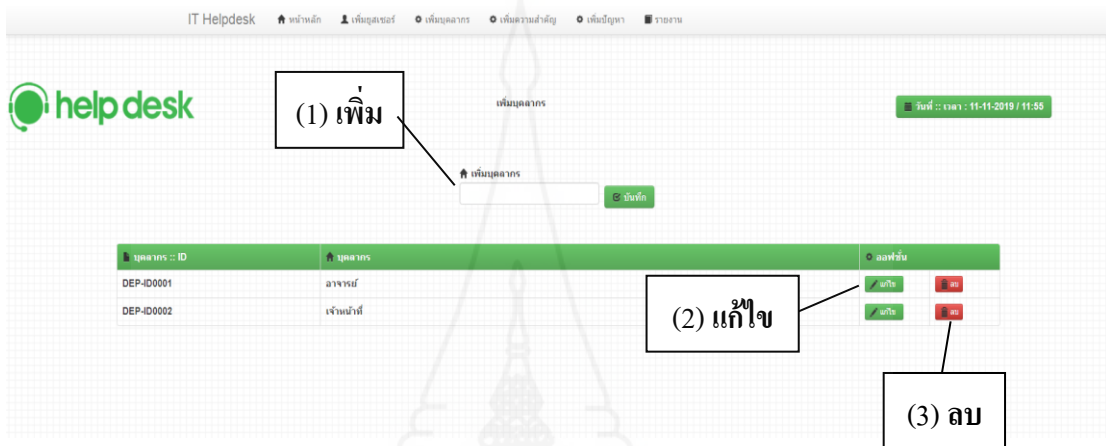 IT Helpdesk หน้าหลัก เพิ่มยูสเซอร์ เพิ่มบุคลากร เพิ่มความสำคัญ เพิ่มปัญหา รายงาน
help desk
(1) เพิ่ม
เพิ่มบุคลากร
วันที่ :: เวลา : 11-11-2019 / 11:55
เพิ่มบุคลากร
บันทึก
บุคลากร :: ID บุคลากร ออฟชั่น
DEP-ID0001 อาจารย์ แก้ไข ลบ
DEP-ID0002 เจ้าหน้าที่ แก้ไข ลบ
(2) แก้ไข
(3) ลบ